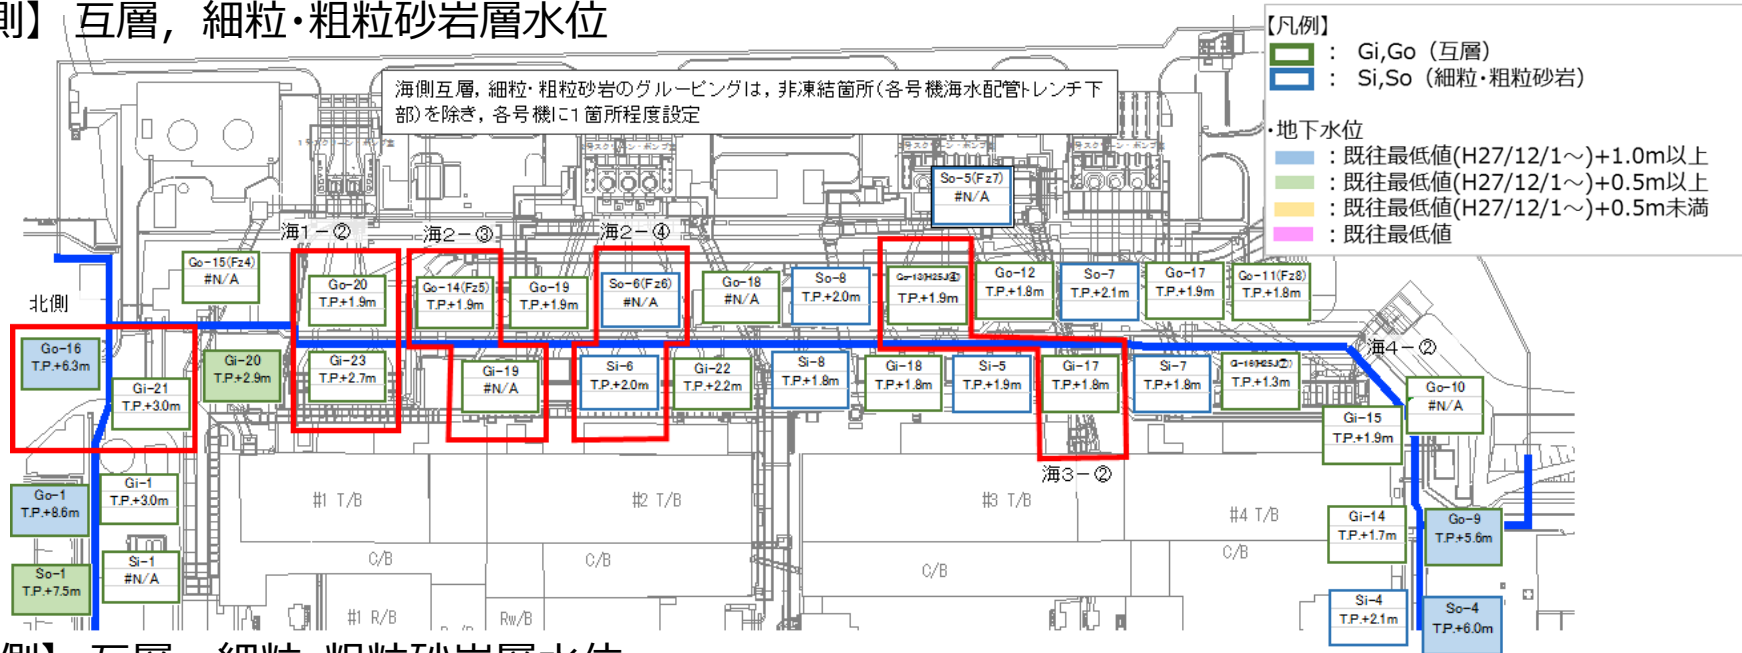 側】 互層，細粒・粗粒砂岩層水位
【凡例】
： Gi,Go（互層）
： Si,So（細粒・粗粒砂岩）
・地下水位
：既往最低値(H27/12/1～)+1.0m以上
：既往最低値(H27/12/1～)+0.5m以上
：既往最低値(H27/12/1～)+0.5m未満
：既往最低値
海側互層，細粒・粗粒砂岩のグルーピングは，非凍結箇所（各号機海水配管トレンチ下
部）を除き，各号機に1箇所程度設定
So-5(Fz7)
#N/A
海1-②
海2-③
海2-④
Go-15(Fz4)
#N/A
Go-20
T.P.+1.9m
Go-14(Fz5)
T.P.+1.9m
Go-19
T.P.+1.9m
So-6(Fz6)
#N/A
Go-18
#N/A
So-8
T.P.+2.0m
T.P.+1.9m
Go-12
T.P.+1.8m
So-7
T.P.+2.1m
Go-17
T.P.+1.9m
Go-11(Fz8)
T.P.+1.8m
北側
海4-②
Go-16
T.P.+6.3m
Gi-21
T.P.+3.0m
Gi-20
T.P.+2.9m
Gi-23
T.P.+2.7m
Gi-19
#N/A
Si-6
T.P.+2.0m
Gi-22
T.P.+2.2m
Si-8
T.P.+1.8m
Gi-18
T.P.+1.8m
Si-5
T.P.+1.9m
Gi-17
T.P.+1.8m
Si-7
T.P.+1.8m
T.P.+1.3m
Gi-15
T.P.+1.9m
Go-10
#N/A
海3-②
Go-1
T.P.+8.6m
Gi-1
T.P.+3.0m
#1 T/B
#2 T/B
#3 T/B
#4 T/B
Gi-14
T.P.+1.7m
Go-9
T.P.+5.6m
So-1
T.P.+7.5m
Si-1
#N/A
C/B
C/B
C/B
C/B
#1 R/B
Rw/B
Si-4
T.P.+2.1m
So-4
T.P.+6.0m
側】 互層，細粒・粗粒砂岩層水位